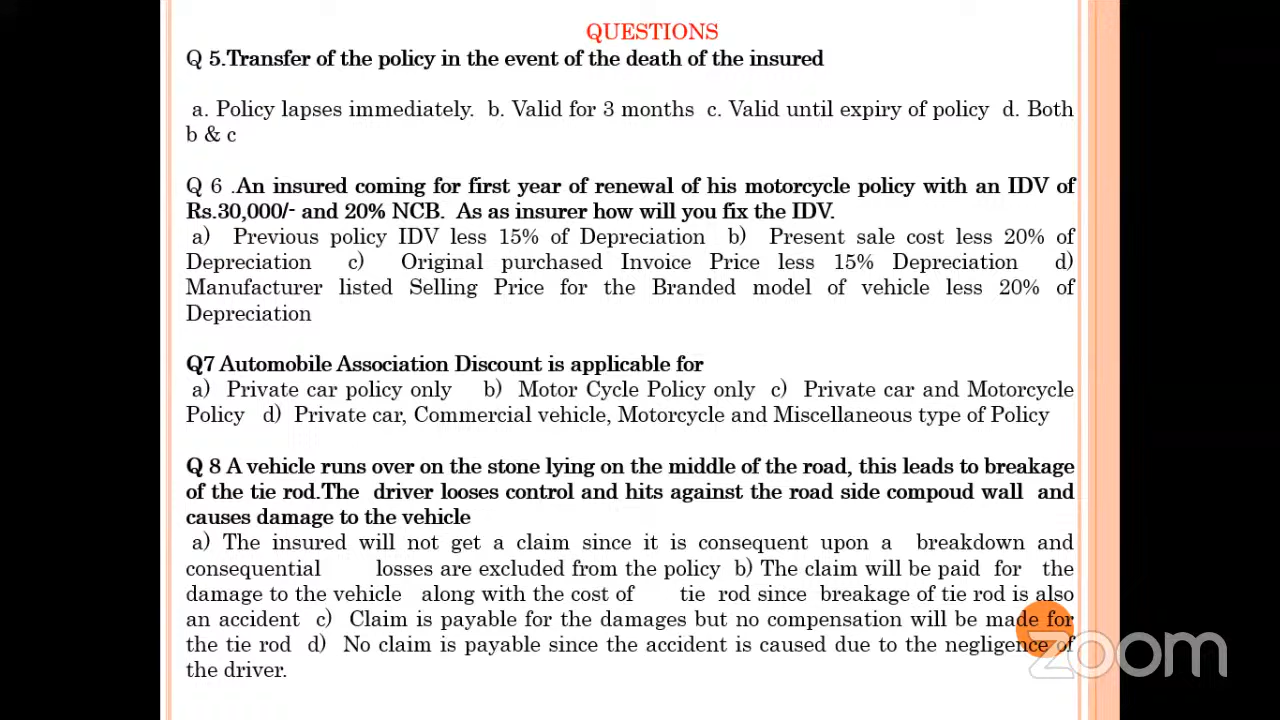 QUESTIONS
Q 5.Transfer of the policy in the event of the death of the insured
a. Policy lapses immediately. b. Valid for 3 months c. Valid until expiry of policy d. Both
b & c
Q 6 .An insured coming for first year of renewal of his motorcycle policy with an IDV of
Rs.30,000/- and 20% NCB. As as insurer how will you fix the IDV.
a) Previous policy IDV less 15% of Depreciation b) Present sale cost less 20% of
Depreciation c) Original purchased Invoice Price less 15% Depreciation d)
Manufacturer listed Selling Price for the Branded model of vehicle less 20% of
Depreciation
Q7 Automobile Association Discount is applicable for
a) Private car policy only b) Motor Cycle Policy only c) Private car and Motorcycle
Policy d) Private car, Commercial vehicle, Motorcycle and Miscellaneous type of Policy
Q 8 A vehicle runs over on the stone lying on the middle of the road, this leads to breakage
of the tie rod.The driver looses control and hits against the road side compoud wall and
causes damage to the vehicle
a) The insured will not get a claim since it is consequent upon a breakdown and
consequential losses are excluded from the policy b) The claim will be paid for the
damage to the vehicle along with the cost of tie rod since breakage of tie rod is also
an accident c) Claim is payable for the damages but no compensation will be made for
the tie rod d) No claim is payable since the accident is caused due to the negligence of
the driver.
zoom